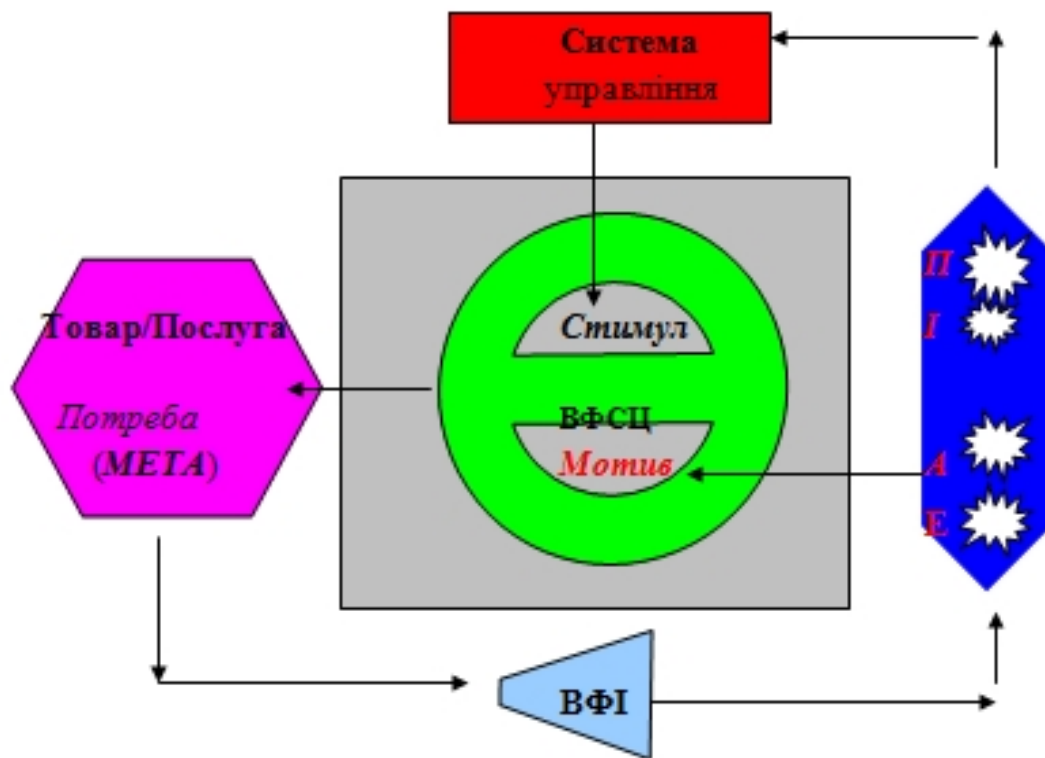 Система
управління
Стимул
ВФСЦ
Мотив
Товар/Послуга
Потреба
(МЕТА)
П
І
А
Е
ВФІ